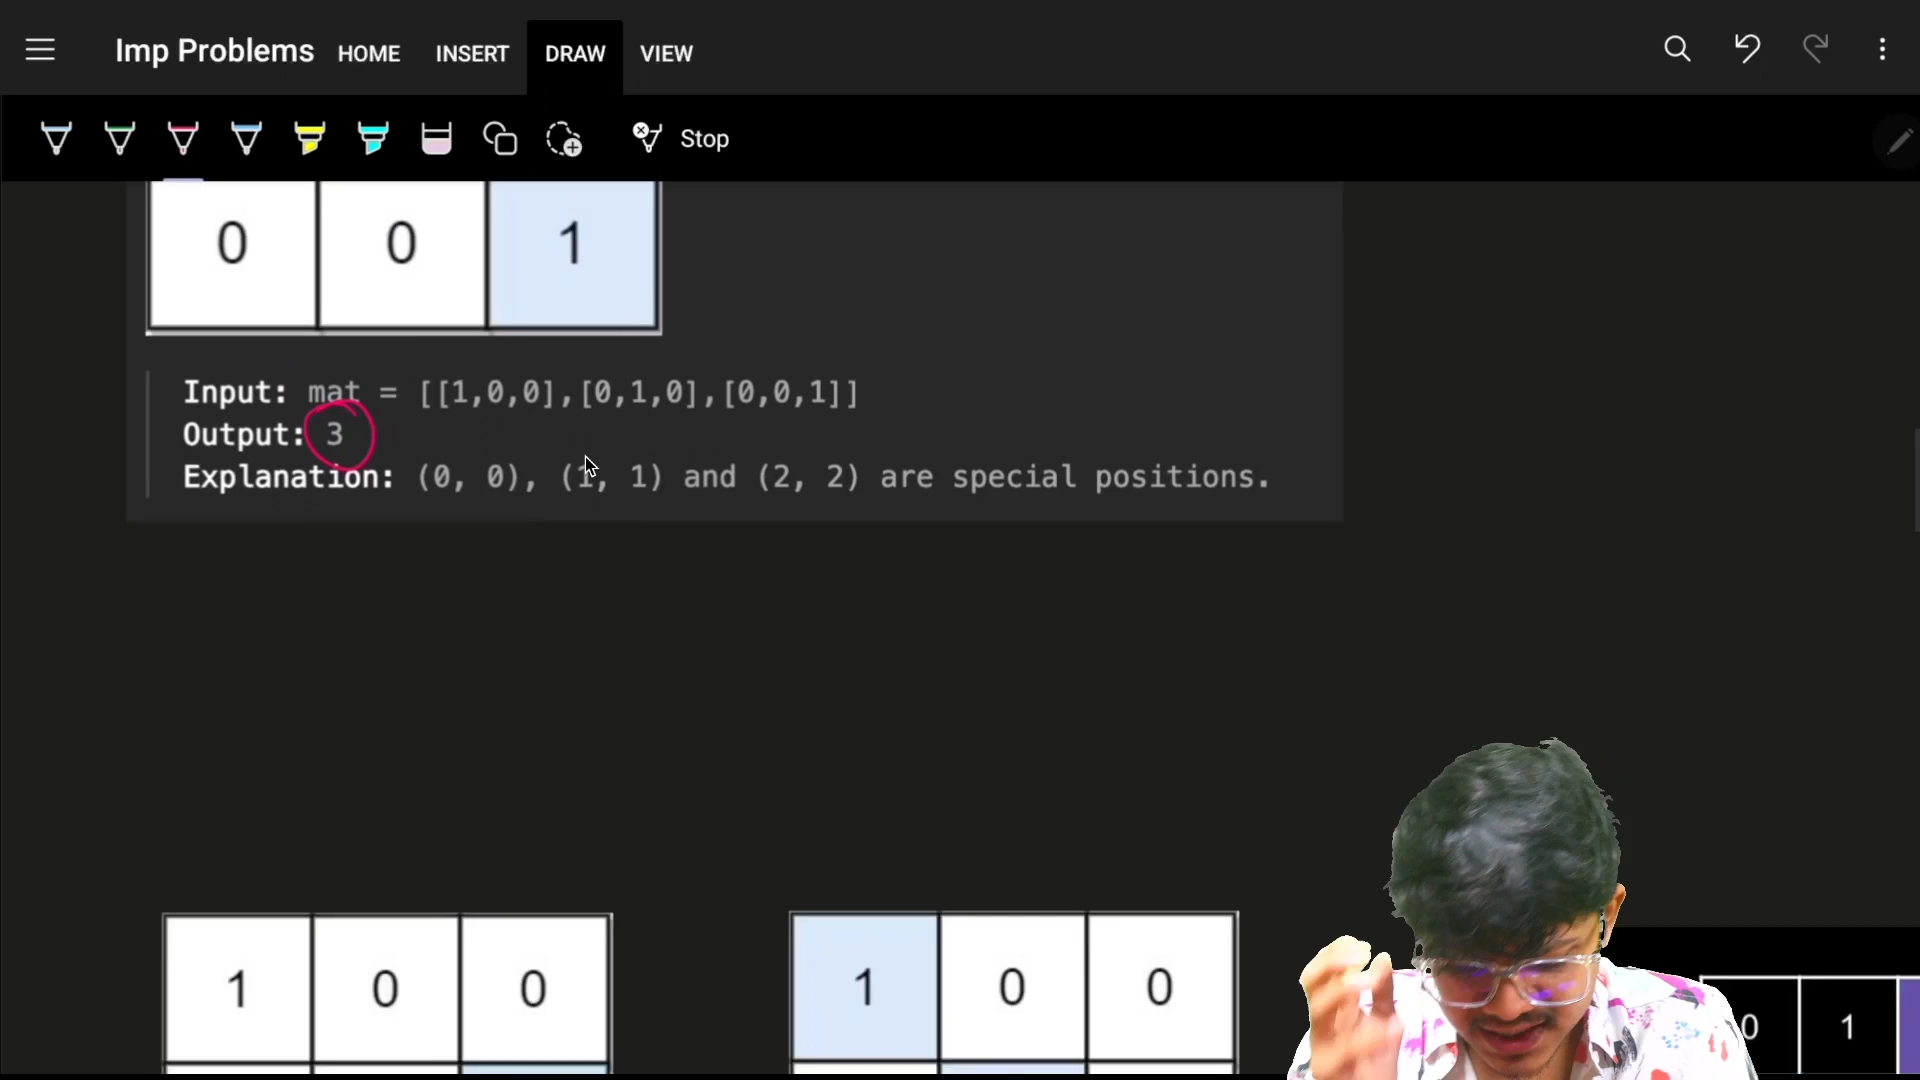 Imp Problems HOME INSERT DRAW VIEW
Stop
0 0 1
Input: mat = [[1,0,0],[0,1,0],[0,0,1]]
Output: 3
Explanation: (0, 0), (1, 1) and (2, 2) are special positions.
1 0 0 1 0 0 0 1